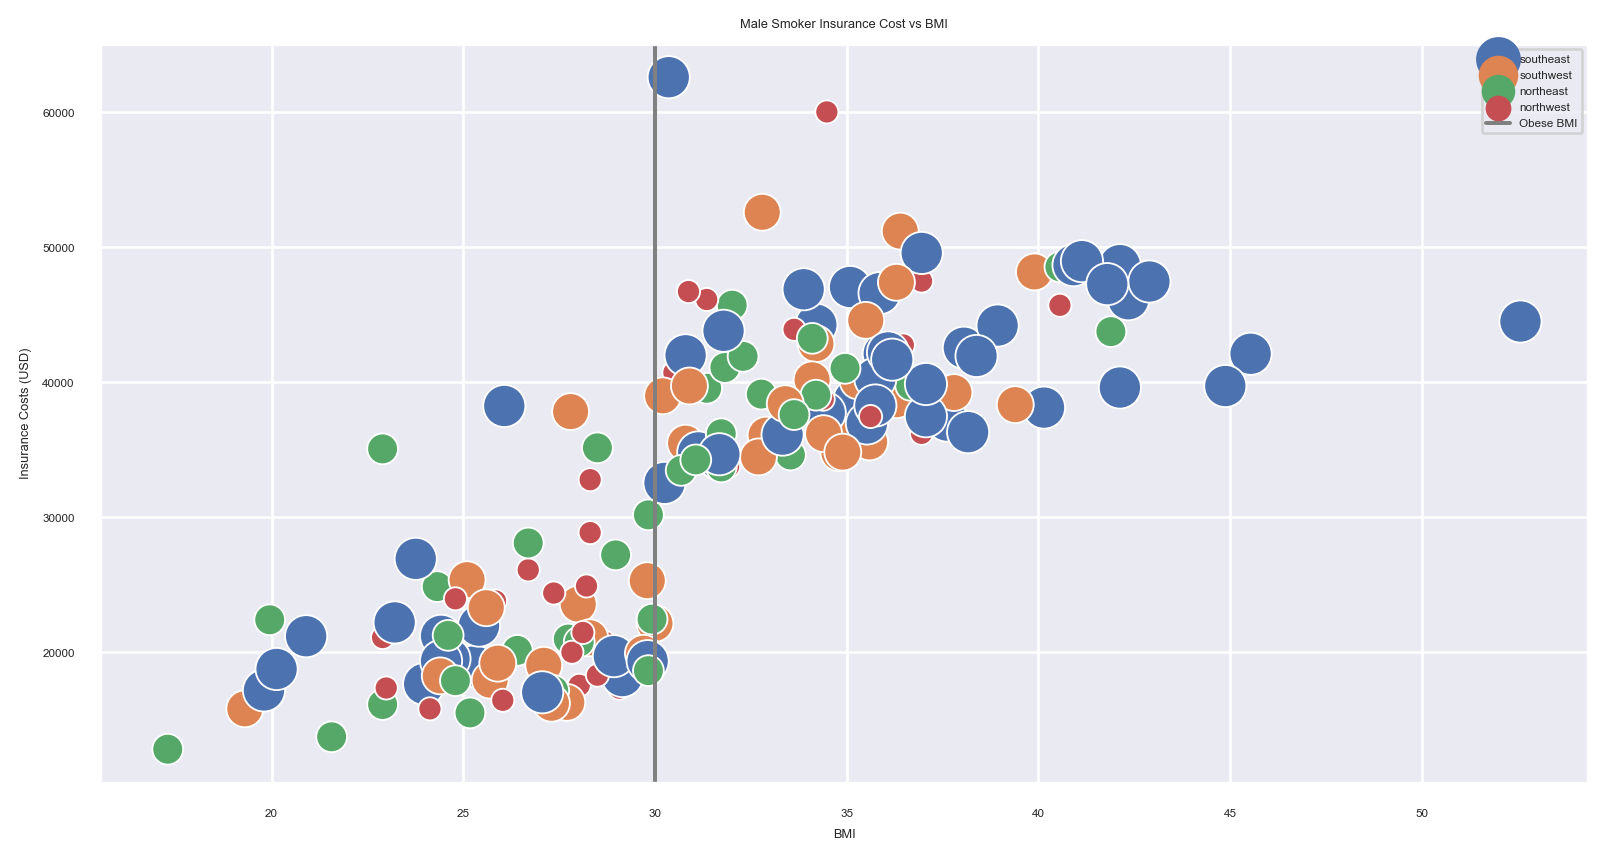 Male Smoker Insurance Cost vs BMI
southeast
southwest
northeast
northwest
Obese BMI
60000
50000
40000
30000
20000
Insurance Costs (USD)
20 25 30 35 40 45 50
BMI